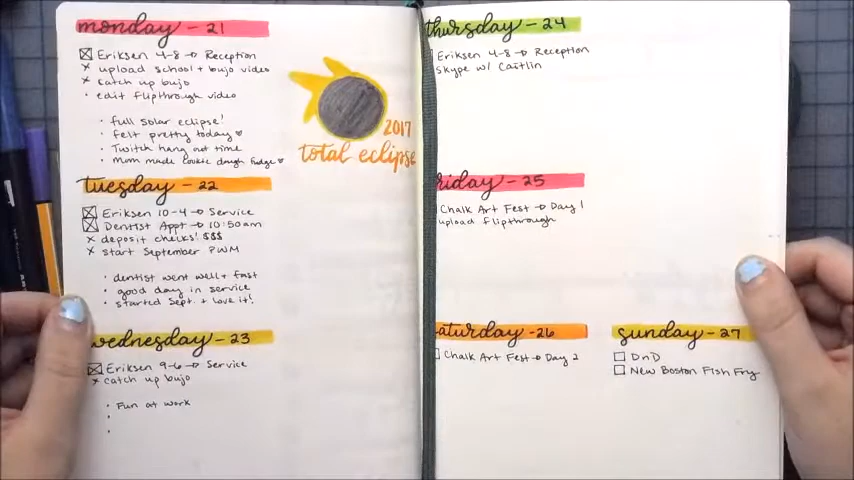 monday - 21
Eriksen 4-8 → Reception
x upload school + bujo video
x catch up bujo
• edit flipthrough video
• full solar eclipse!
• felt pretty today ♡
• Twitch hang out time
• Mom made cookie dough fudge ♡
2017
total eclipse
tuesday - 22
Eriksen 10-4 → Service
Dentist Appt → 10:50am
x deposit checks! $$$
x start September PWM
• dentist went well + fast
• good day in service
• started Sept. + love it!
wednesday - 23
Eriksen 9-6 → Service
x catch up bujo
• Fun at work
thursday - 24
Eriksen 4-8 → Reception
Skype w/ Caitlin
friday - 25
Chalk Art Fest → Day 1
upload flipthrough
saturday - 26
Chalk Art Fest → Day 2
sunday - 27
DnD
New Boston Fish Fry